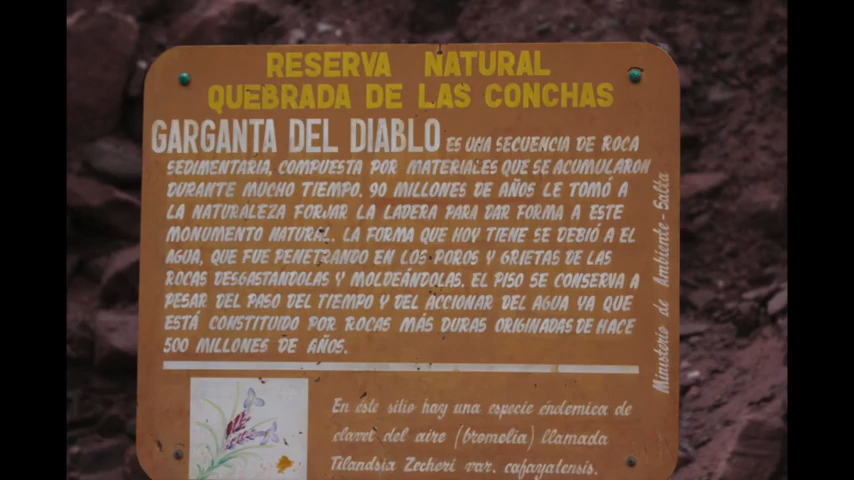 RESERVA NATURAL
QUEBRADA DE LAS CONCHAS
GARGANTA DEL DIABLO ES UNA SECUENCIA DE ROCA
SEDIMENTARIA, COMPUESTA POR MATERIALES QUE SE ACUMULARON
DURANTE MUCHO TIEMPO. 90 MILLONES DE AÑOS LE TOMÓ A
LA NATURALEZA FORJAR LA LADERA PARA DAR FORMA A ESTE
MONUMENTO NATURAL. LA FORMA QUE HOY TIENE SE DEBIÓ A EL
AGUA, QUE FUE PENETRANDO EN LOS POROS Y GRIETAS DE LAS
ROCAS DESGASTANDOLAS Y MOLDEÁNDOLAS. EL PISO SE CONSERVA A
PESAR DEL PASO DEL TIEMPO Y DEL ACCIONAR DEL AGUA YA QUE
ESTÁ CONSTITUIDO POR ROCAS MÁS DURAS ORIGINADAS DE HACE
500 MILLONES DE AÑOS.
Ministerio de Ambiente - Salta
En este sitio hay una especie endemica de
clavel del aire (bromelia) llamada
Tilandsia Zecheri var. cafayatensis.